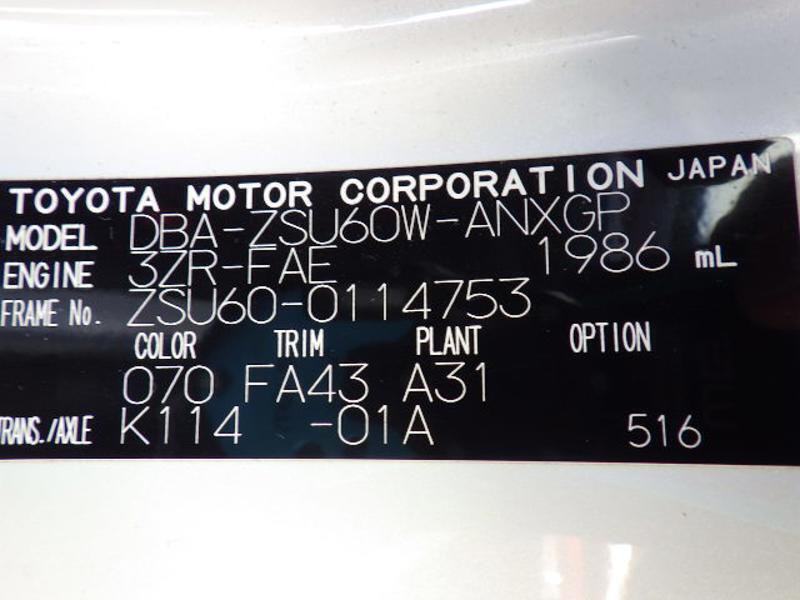 TOYOTA MOTOR CORPORATION JAPAN
MODEL DBA-ZSU60W-ANXGP
ENGINE 3ZR-FAE 1986 mL
FRAME No. ZSU60-0114753
COLOR TRIM PLANT OPTION
070 FA43 A31
TRANS./AXLE K114 -01A 516